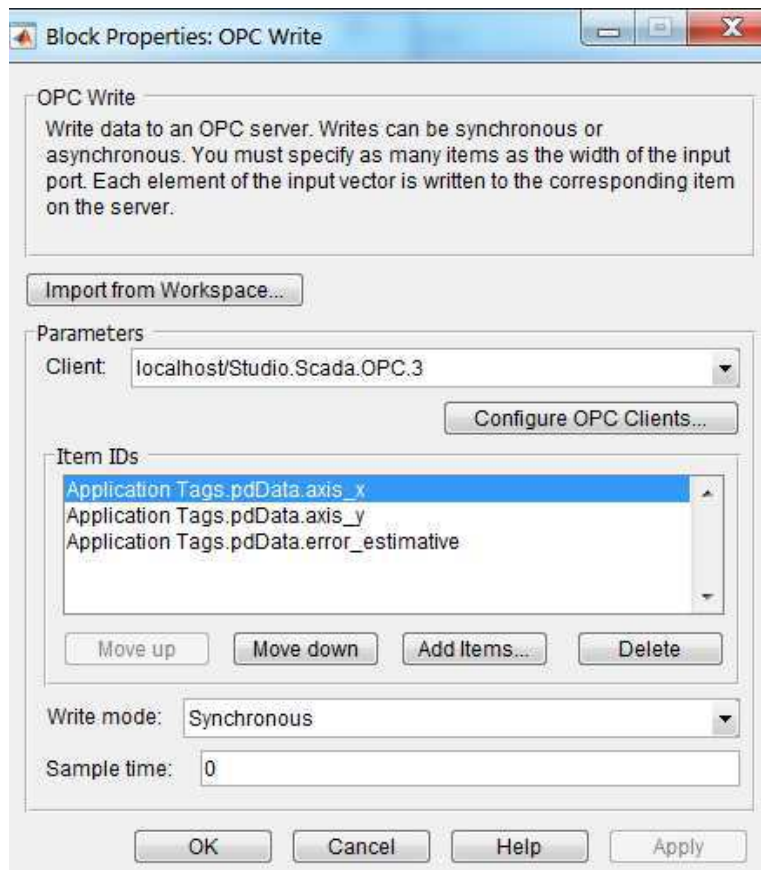 Block Properties: OPC Write
OPC Write
Write data to an OPC server. Writes can be synchronous or
asynchronous. You must specify as many items as the width of the input
port. Each element of the input vector is written to the corresponding item
on the server.
Import from Workspace...
Parameters
Client: localhost/Studio.Scada.OPC.3
Configure OPC Clients...
Item IDs
Application Tags.pdData.axis_x
Application Tags.pdData.axis_y
Application Tags.pdData.error_estimative
Move up Move down Add Items... Delete
Write mode: Synchronous
Sample time: 0
OK Cancel Help Apply